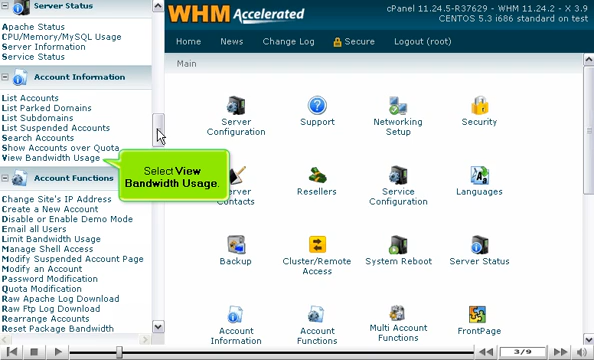 Server Status
Apache Status
CPU/Memory/MySQL Usage
Server Information
Service Status
Account Information
List Accounts
List Parked Domains
List Subdomains
List Suspended Accounts
Search Accounts
Show Accounts over Quota
View Bandwidth Usage
Account Functions
Change Site's IP Address
Create a New Account
Disable or Enable Demo Mode
Email all Users
Limit Bandwidth Usage
Manage Shell Access
Modify Suspended Account Page
Modify an Account
Password Modification
Quota Modification
Raw Apache Log Download
Raw Ftp Log Download
Rearrange Accounts
Reset Package Bandwidth
Select View
Bandwidth Usage.
WHM Accelerated
cPanel 11.24.5-R37629 - WHM 11.24.2 - X 3.9
CENTOS 5.3 i686 standard on test
Home News Change Log Secure Logout (root)
Main
Server
Configuration
Support
Networking
Setup
Security
Server
Contacts
Resellers
Service
Configuration
Languages
Backup
Cluster/Remote
Access
System Reboot
Server Status
Account
Information
Account
Functions
Multi Account
Functions
FrontPage
3/9